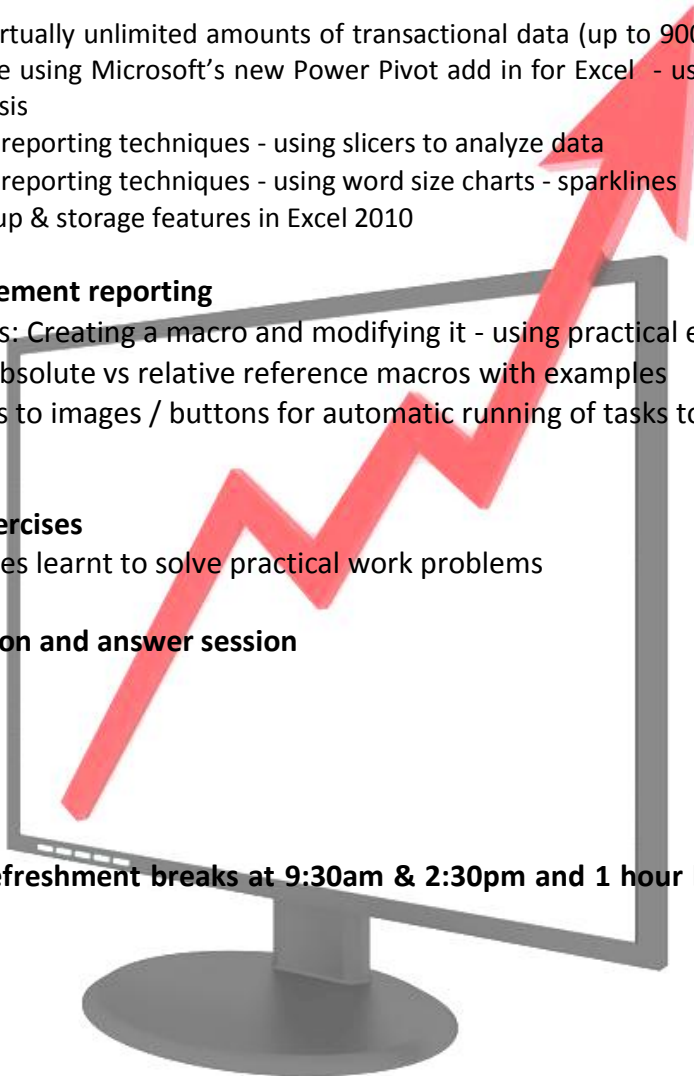 rtually unlimited amounts of transactional data (up to 900
e using Microsoft's new Power Pivot add in for Excel - us
sis
reporting techniques - using slicers to analyze data
reporting techniques - using word size charts - sparklines
up & storage features in Excel 2010
ement reporting
s: Creating a macro and modifying it - using practical e
bsolute vs relative reference macros with examples
s to images / buttons for automatic running of tasks to
ercises
es learnt to solve practical work problems
on and answer session
efreshment breaks at 9:30am & 2:30pm and 1 hour